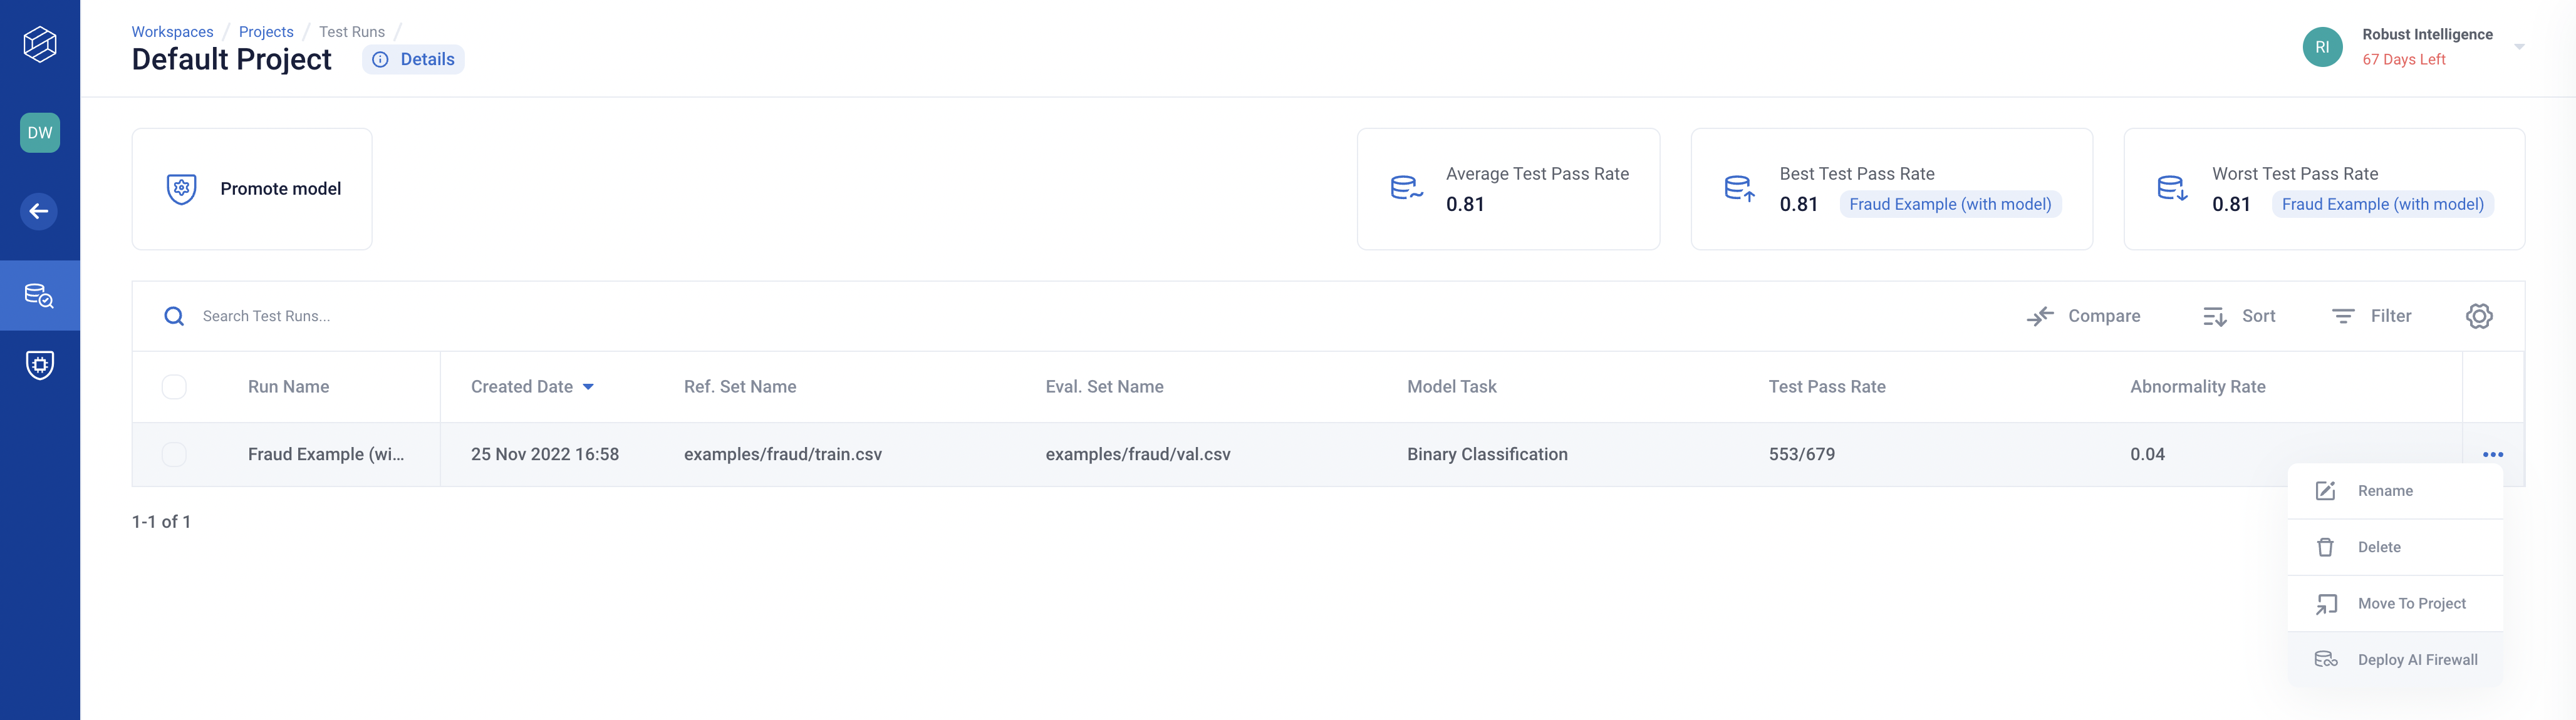 Workspaces / Projects / Test Runs /
Default Project
Details
RI
Robust Intelligence
67 Days Left
DW
Promote model
Average Test Pass Rate
0.81
Best Test Pass Rate
0.81 Fraud Example (with model)
Worst Test Pass Rate
0.81 Fraud Example (with model)
Search Test Runs...
Compare
Sort
Filter
Run Name Created Date Ref. Set Name Eval. Set Name Model Task Test Pass Rate Abnormality Rate
Fraud Example (wi... 25 Nov 2022 16:58 examples/fraud/train.csv examples/fraud/val.csv Binary Classification 553/679 0.04
Rename
Delete
Move To Project
Deploy AI Firewall
1-1 of 1